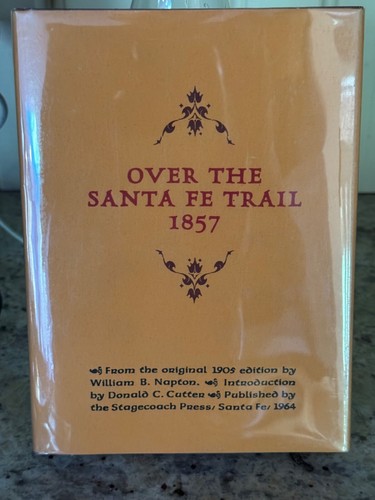 OVER THE
SANTA FE TRAIL
1857
From the original 1905 edition by
William B. Napton. Introduction
by Donald C. Cutter Published by
the Stagecoach Press/ Santa Fe/ 1964